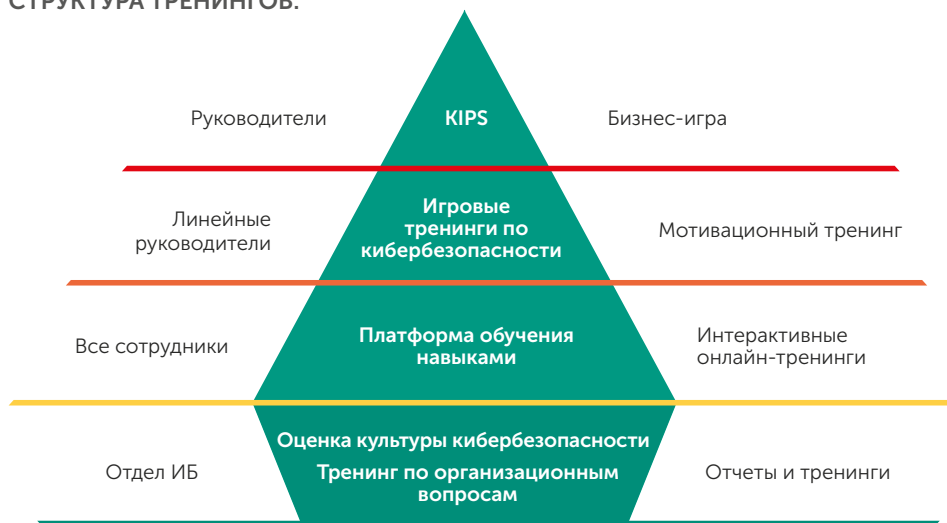 СТРУКТУРА ТРЕНИНГОВ:
Руководители
KIPS
Бизнес-игра
Линейные
руководители
Игровые
тренинги по
кибербезопасности
Мотивационный тренинг
Все сотрудники
Платформа обучения
навыками
Интерактивные
онлайн-тренинги
Отдел ИБ
Оценка культуры кибербезопасности
Тренинг по организационным
вопросам
Отчеты и тренинги